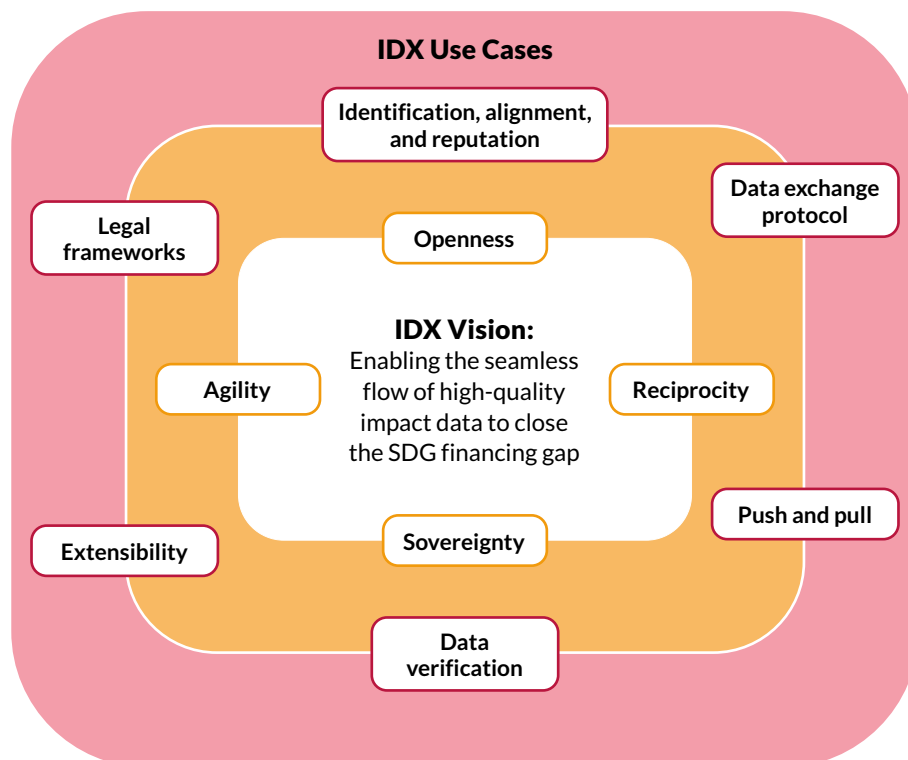 IDX Use Cases
Identification, alignment,
and reputation
Data exchange
protocol
Legal
frameworks
Openness
IDX Vision:
Enabling the seamless
flow of high-quality
impact data to close
the SDG financing gap
Agility
Reciprocity
Sovereignty
Push and pull
Extensibility
Data
verification